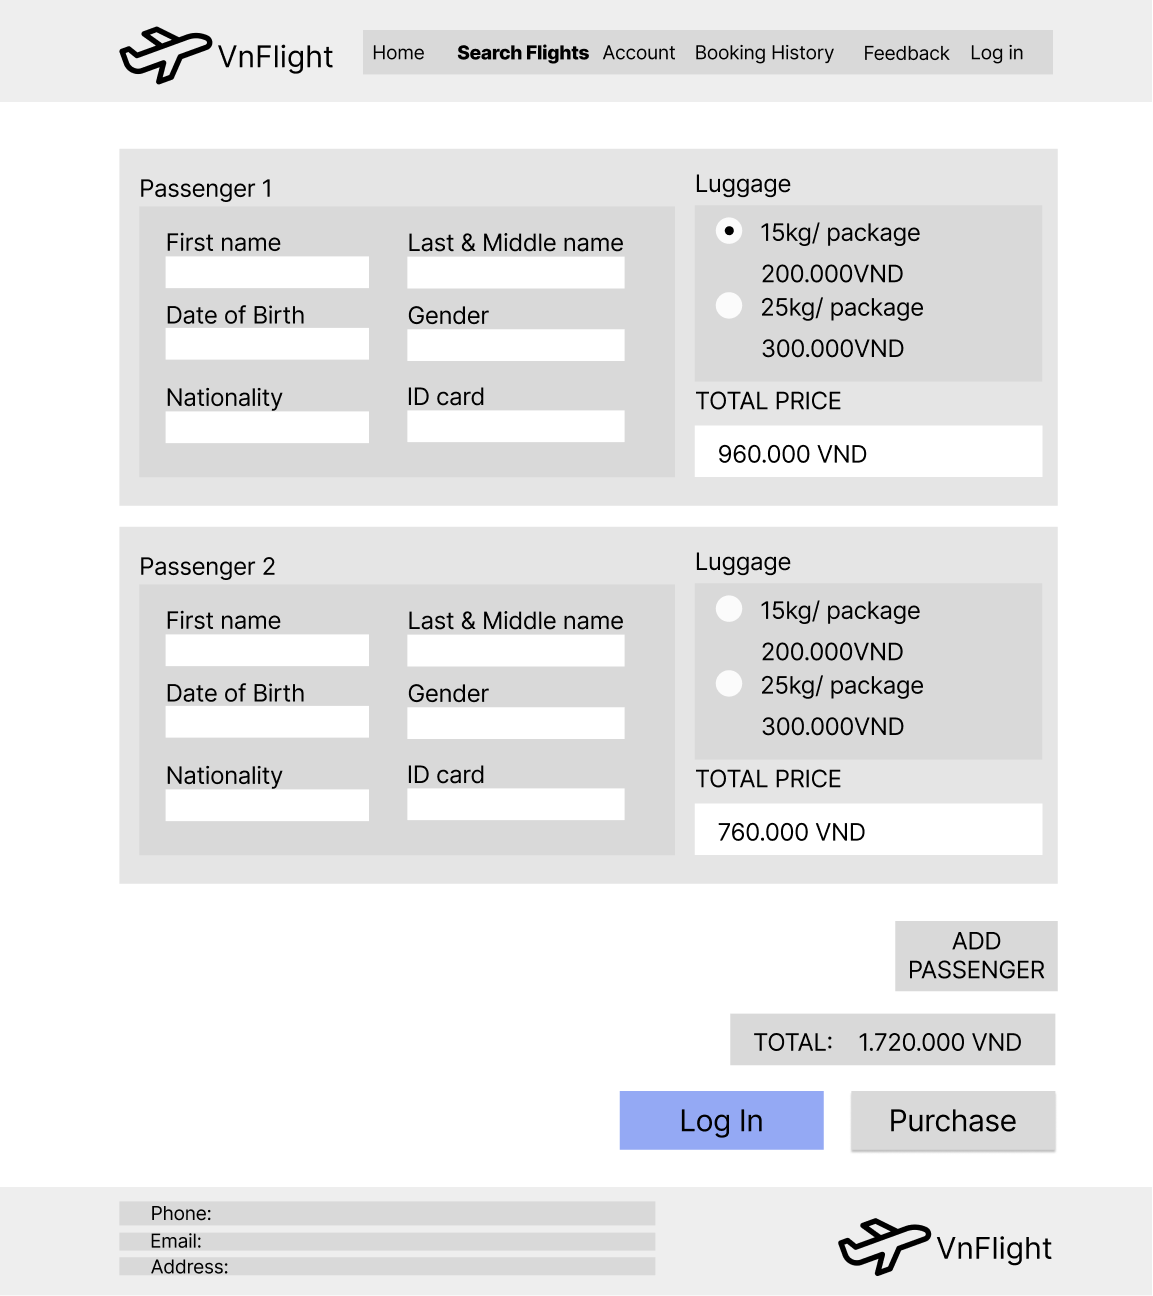 VnFlight
Home Search Flights Account Booking History Feedback Log in
Passenger 1
First name
Last & Middle name
Date of Birth
Gender
Nationality
ID card
Luggage
15kg/ package
200.000VND
25kg/ package
300.000VND
TOTAL PRICE
960.000 VND
Passenger 2
First name
Last & Middle name
Date of Birth
Gender
Nationality
ID card
Luggage
15kg/ package
200.000VND
25kg/ package
300.000VND
TOTAL PRICE
760.000 VND
ADD
PASSENGER
TOTAL: 1.720.000 VND
Log In
Purchase
Phone:
Email:
Address:
VnFlight